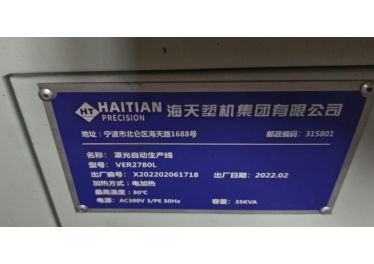 HT HAITIAN PRECISION 海天塑机集团有限公司
地址：宁波市北仑区海天路1688号 邮政编码：315801
名称：罩光自动生产线
型号：VER2780L
出厂编号：X202202061718 出厂日期：2022.02
加热方式：电加热
最高温度：80℃
电源：AC380V 3/PE 50Hz 容量：35KVA